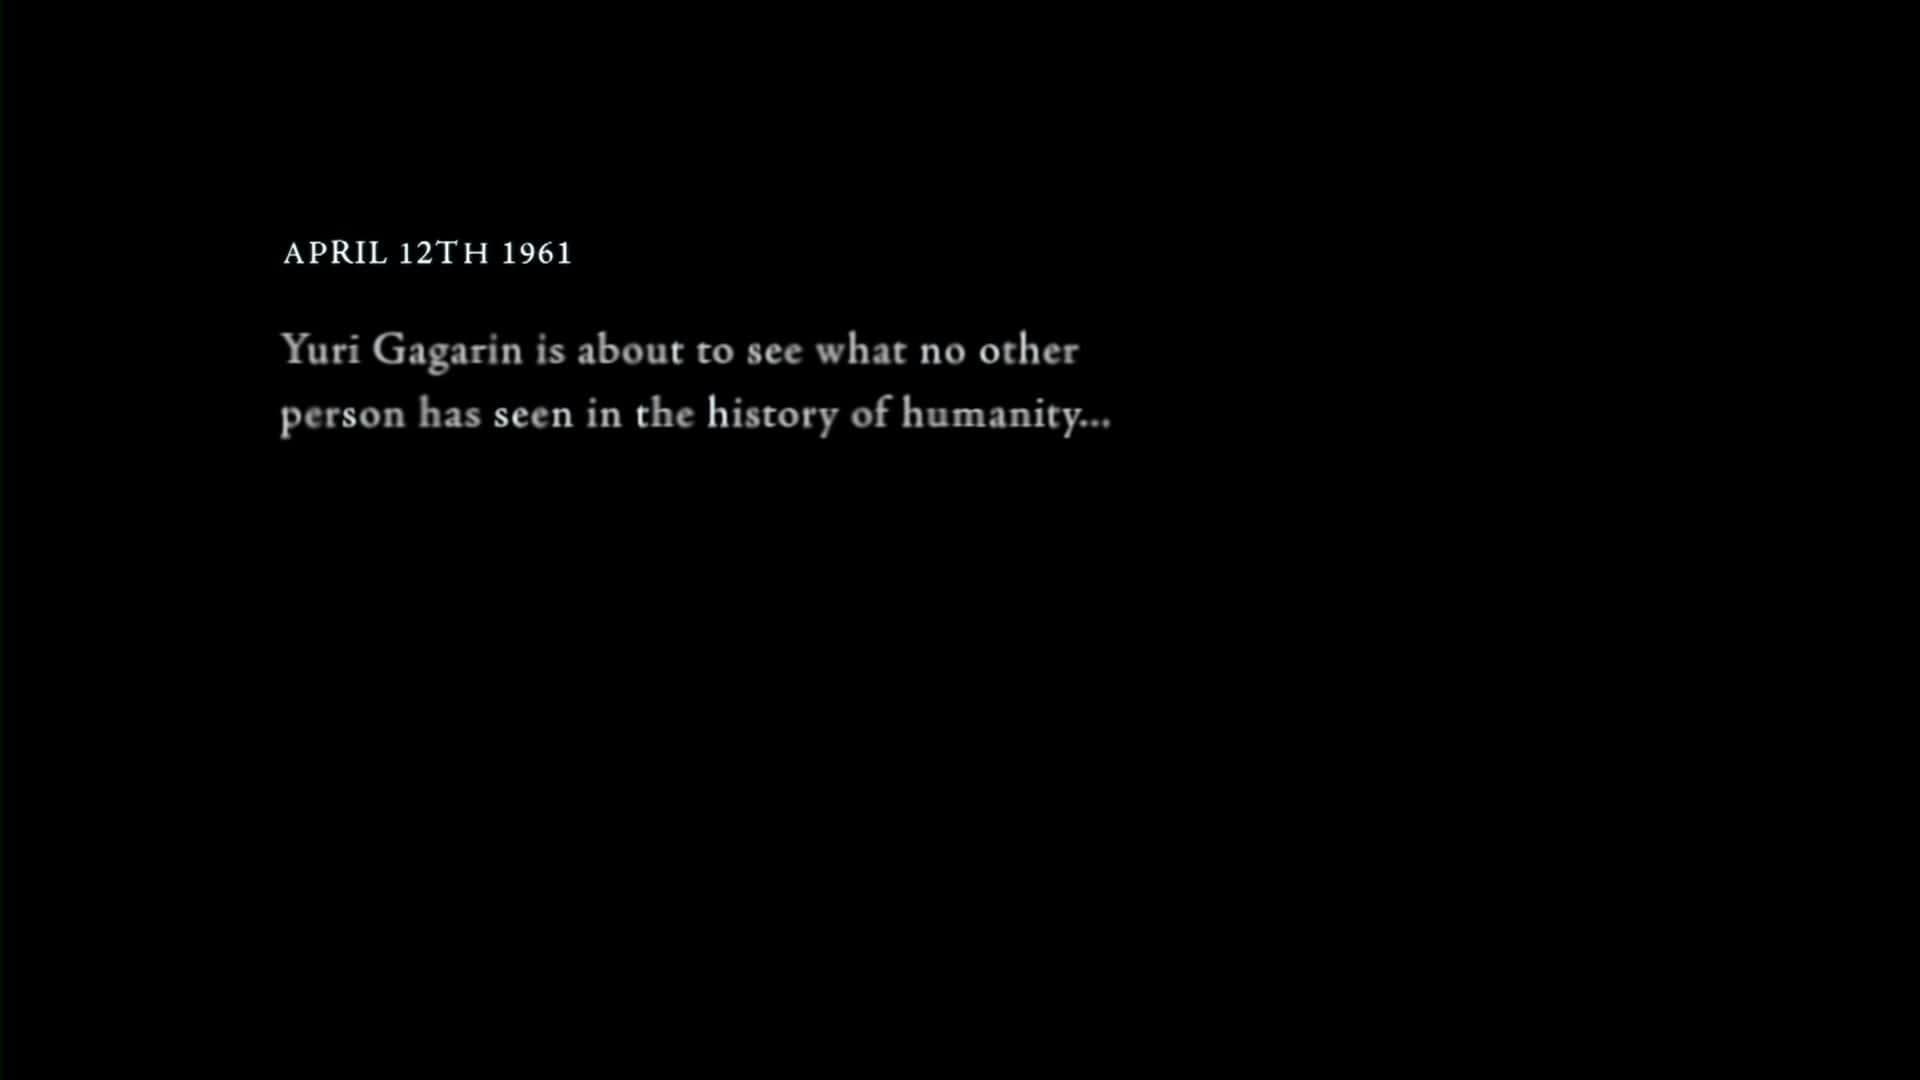 APRIL 12TH 1961
Yuri Gagarin is about to see what no other
person has seen in the history of humanity...